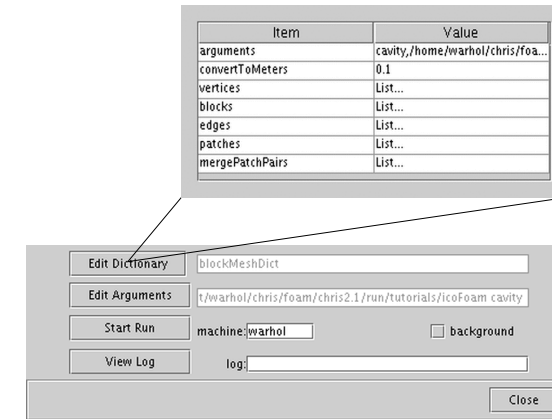 Item Value
arguments cavity,/home/warhol/chris/foa...
convertToMeters 0.1
vertices List...
blocks List...
edges List...
patches List...
mergePatchPairs List...
Edit Dictionary blockMeshDict
Edit Arguments t/warhol/chris/foam/chris2.1/run/tutorials/icoFoam cavity
Start Run machine: warhol background
View Log log:
Close